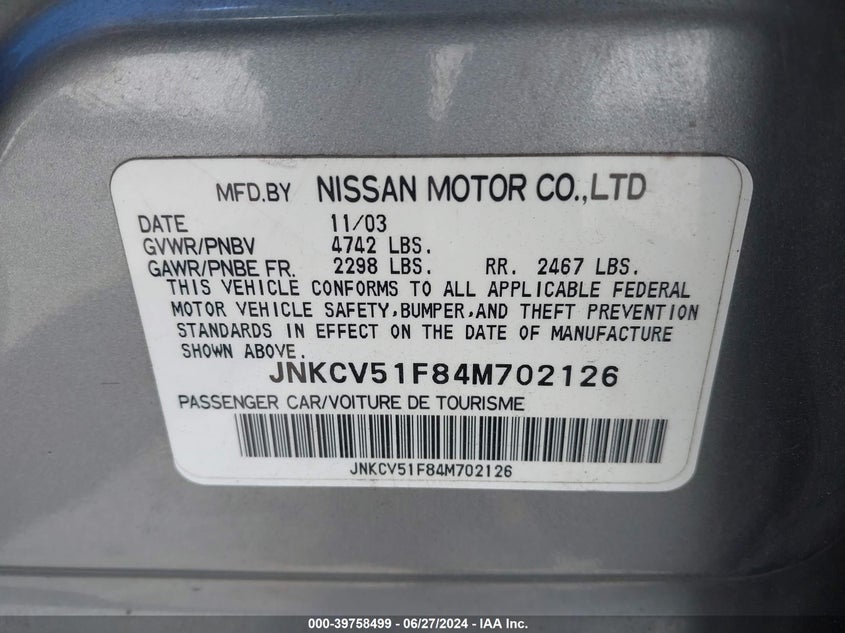 MFD.BY NISSAN MOTOR CO.,LTD
DATE 11/03
GVWR/PNBV 4742 LBS.
GAWR/PNBE FR. 2298 LBS. RR. 2467 LBS.
THIS VEHICLE CONFORMS TO ALL APPLICABLE FEDERAL
MOTOR VEHICLE SAFETY,BUMPER,AND THEFT PREVENTION
STANDARDS IN EFFECT ON THE DATE OF MANUFACTURE
SHOWN ABOVE.
JNKCV51F84M702126
PASSENGER CAR/VOITURE DE TOURISME
JNKCV51F84M702126
000-39758499 - 06/27/2024 - IAA Inc.